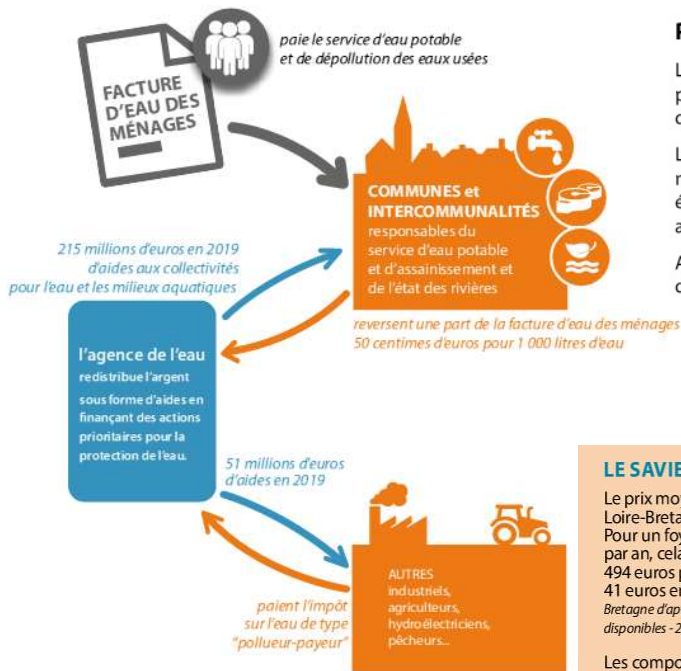 paie le service d'eau potable
et de dépollution des eaux usées
FACTURE
D'EAU DES
MÉNAGES
COMMUNES et
INTERCOMMUNALITÉS
responsables du
service d'eau potable
et d'assainissement et
de l'état des rivières
215 millions d'euros en 2019
d'aides aux collectivités
pour l'eau et les milieux aquatiques
reversent une part de la facture d'eau des ménages
50 centimes d'euros pour 1 000 litres d'eau
l'agence de l'eau
redistribue l'argent
sous forme d'aides en
finançant des actions
prioritaires pour la
protection de l'eau.
51 millions d'euros
d'aides en 2019
paient l'impôt
sur l'eau de type
"pollueur-payeur"
AUTRES
industriels,
agriculteurs,
hydroélectriciens,
pêcheurs...
LE SAVIE
Le prix mo
Loire-Breta
Pour un foy
par an, cela
494 euros p
41 euros en
Bretagne d'ap
disponibles - 2
Les compo